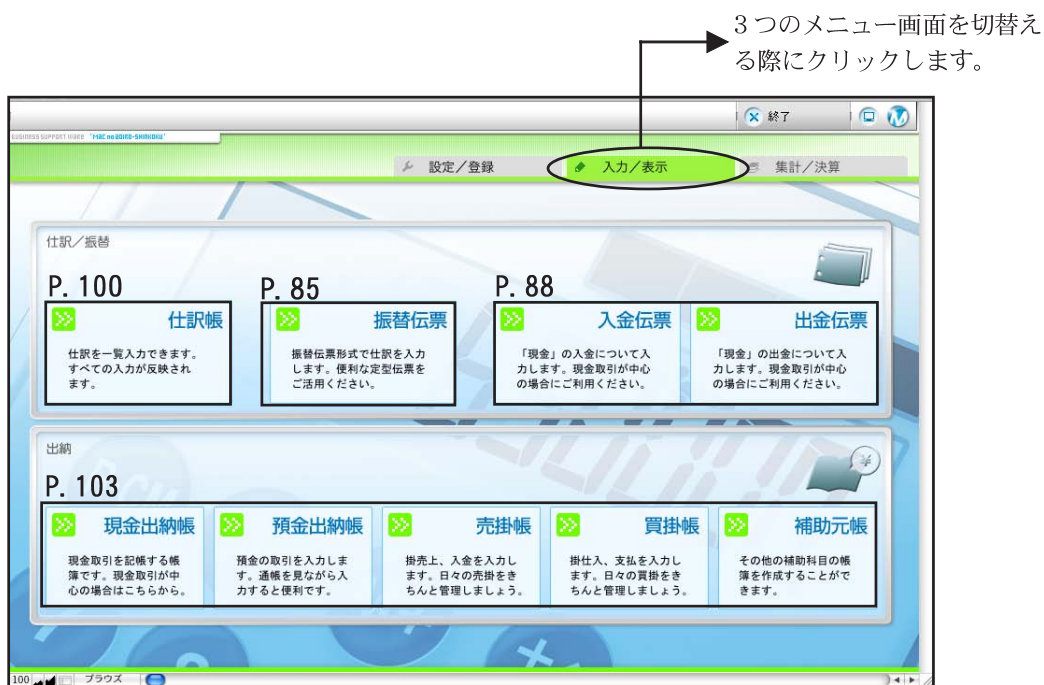 3つのメニュー画面を切替え
る際にクリックします。
終了
BUSINESS SUPPORT WARE 'MAC no AOIRO-SHINKOKU'
設定／登録
入力／表示
集計／決算
仕訳／振替
P. 100
P. 85
P. 88
仕訳帳
振替伝票
入金伝票
出金伝票
仕訳を一覧入力できます。
すべての入力が反映され
ます。
振替伝票形式で仕訳を入力
します。便利な定型伝票を
ご活用ください。
「現金」の入金について入
力します。現金取引が中心
の場合にご利用ください。
「現金」の出金について入
力します。現金取引が中心
の場合にご利用ください。
出納
P. 103
現金出納帳
預金出納帳
売掛帳
買掛帳
補助元帳
現金取引を記帳する帳
簿です。現金取引が中
心の場合はこちらから。
預金の取引を入力しま
す。通帳を見ながら入
力すると便利です。
掛売上、入金を入力し
ます。日々の売掛をき
ちんと管理しましょう。
掛仕入、支払を入力し
ます。日々の買掛をき
ちんと管理しましょう。
その他の補助科目の帳
簿を作成することがで
きます。
100
ブラウズ